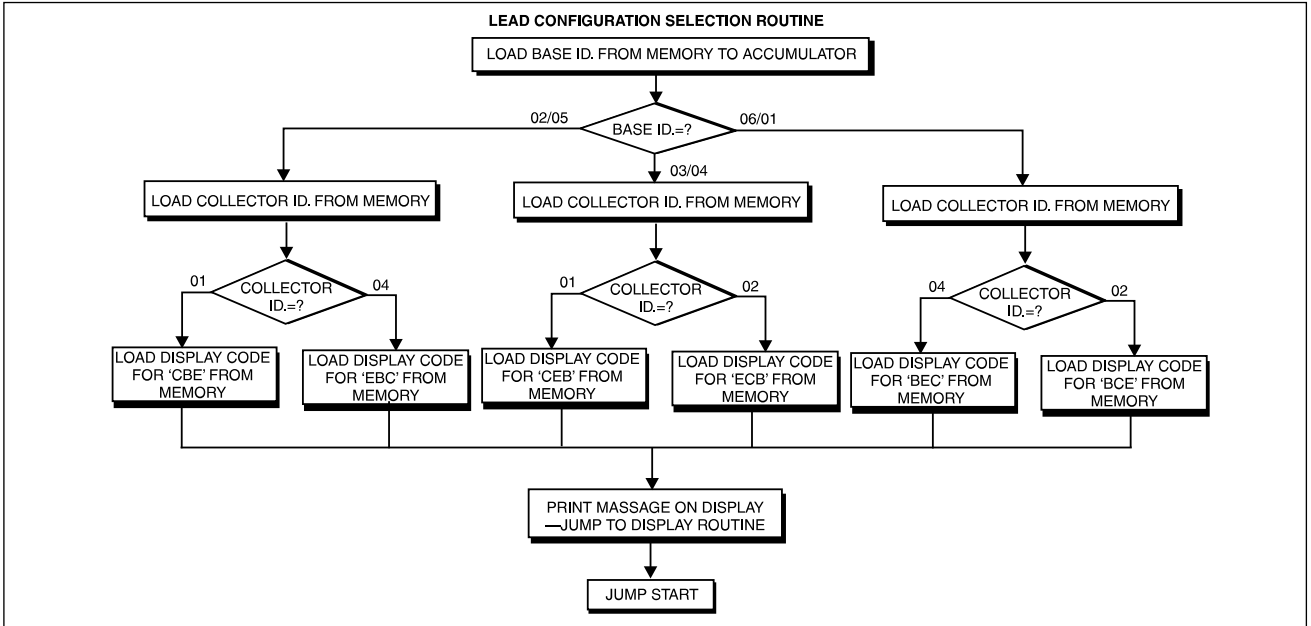 LEAD CONFIGURATION SELECTION ROUTINE
LOAD BASE ID. FROM MEMORY TO ACCUMULATOR
02/05
BASE ID.=?
06/01
03/04
LOAD COLLECTOR ID. FROM MEMORY
LOAD COLLECTOR ID. FROM MEMORY
LOAD COLLECTOR ID. FROM MEMORY
01
COLLECTOR
ID.=?
04
01
COLLECTOR
ID.=?
02
04
COLLECTOR
ID.=?
02
LOAD DISPLAY CODE
FOR ‘CBE’ FROM
MEMORY
LOAD DISPLAY CODE
FOR ‘EBC’ FROM
MEMORY
LOAD DISPLAY CODE
FOR ‘CEB’ FROM
MEMORY
LOAD DISPLAY CODE
FOR ‘ECB’ FROM
MEMORY
LOAD DISPLAY CODE
FOR ‘BEC’ FROM
MEMORY
LOAD DISPLAY CODE
FOR ‘BCE’ FROM
MEMORY
PRINT MASSAGE ON DISPLAY
—JUMP TO DISPLAY ROUTINE
JUMP START